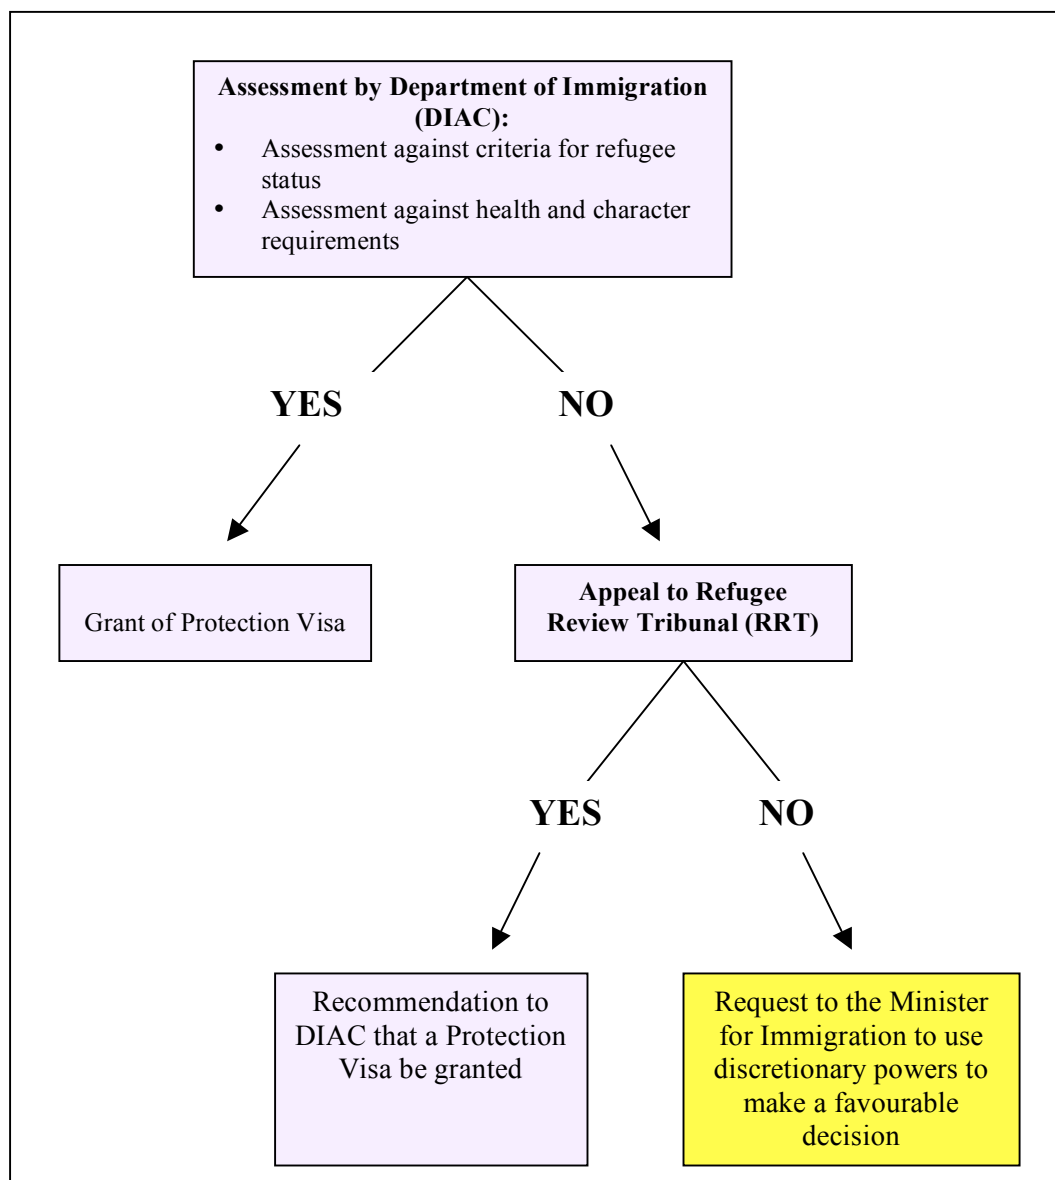 Assessment by Department of Immigration
(DIAC):
• Assessment against criteria for refugee
status
• Assessment against health and character
requirements
YES
NO
Grant of Protection Visa
Appeal to Refugee
Review Tribunal (RRT)
YES
NO
Recommendation to
DIAC that a Protection
Visa be granted
Request to the Minister
for Immigration to use
discretionary powers to
make a favourable
decision